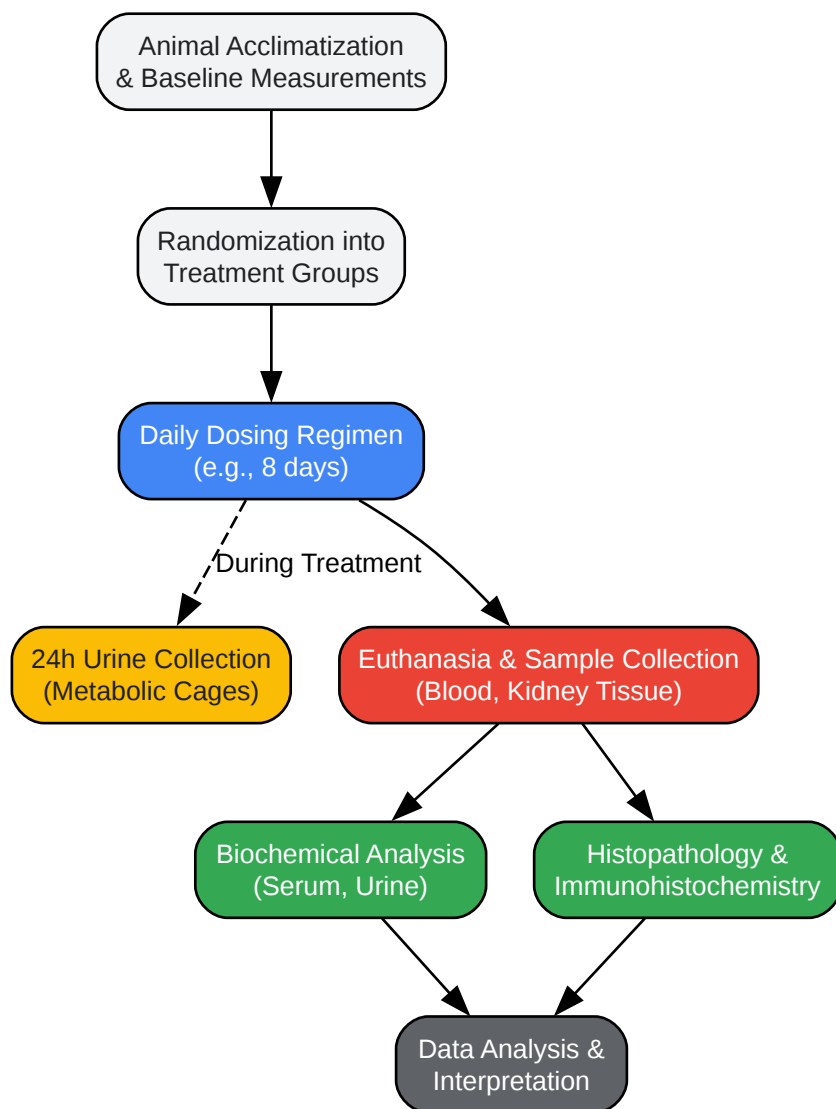 Animal Acclimatization
& Baseline Measurements
Randomization into
Treatment Groups
Daily Dosing Regimen
(e.g., 8 days)
During Treatment
24h Urine Collection
(Metabolic Cages)
Euthanasia & Sample Collection
(Blood, Kidney Tissue)
Biochemical Analysis
(Serum, Urine)
Histopathology &
Immunohistochemistry
Data Analysis &
Interpretation